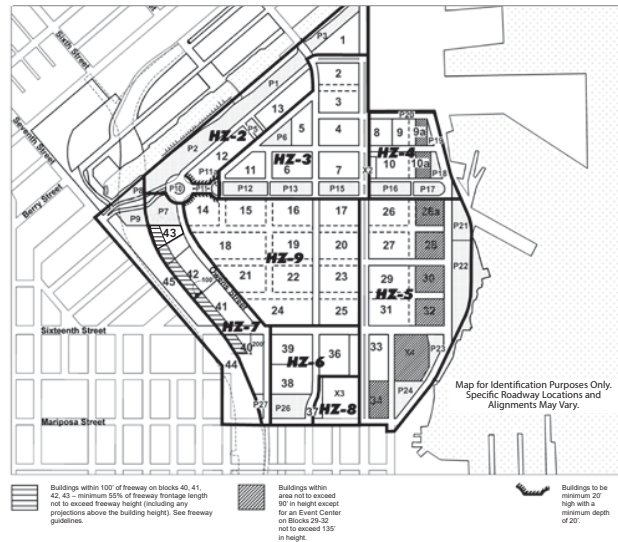 Sixth Street
P3
1
2
P1
3
Seventh Street
13
P20
P5
5
4
8
9
9a
P19
P2
HZ-2
P6
HZ-4
12
HZ-3
P11a
11
6
7
X2
10
10a
P18
Berry Street
P8
P10
P11
P12
P13
P15
P16
P17
P9
P7
14
15
16
17
26
26a
P21
43
18
19
20
27
28
HZ-9
P22
45
42
100'
21
22
23
29
30
Owens Street
HZ-5
41
24
25
31
32
HZ-7
Sixteenth Street
40
200'
39
36
33
X4
P23
HZ-6
44
38
P24
X3
Map for Identification Purposes Only.
Specific Roadway Locations and
Alignments May Vary.
P27
P26
37
HZ-8
34
Mariposa Street
Buildings within 100' of freeway on blocks 40, 41,
42, 43 – minimum 55% of freeway frontage length
not to exceed freeway height (including any
projections above the building height). See freeway
guidelines.
Buildings within
area not to exceed
90' in height except
for an Event Center
on Blocks 29-32
not to exceed 135'
in height.
Buildings to be
minimum 20'
high with a
minimum depth
of 20'.